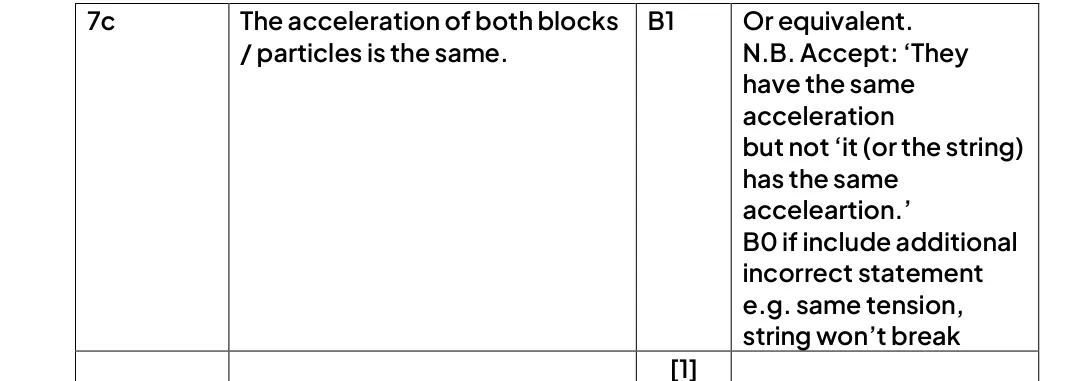 7c
The acceleration of both blocks
/ particles is the same.
B1
Or equivalent.
N.B. Accept: ‘They
have the same
acceleration
but not ‘it (or the string)
has the same
acceleartion.’
B0 if include additional
incorrect statement
e.g. same tension,
string won’t break
[1]